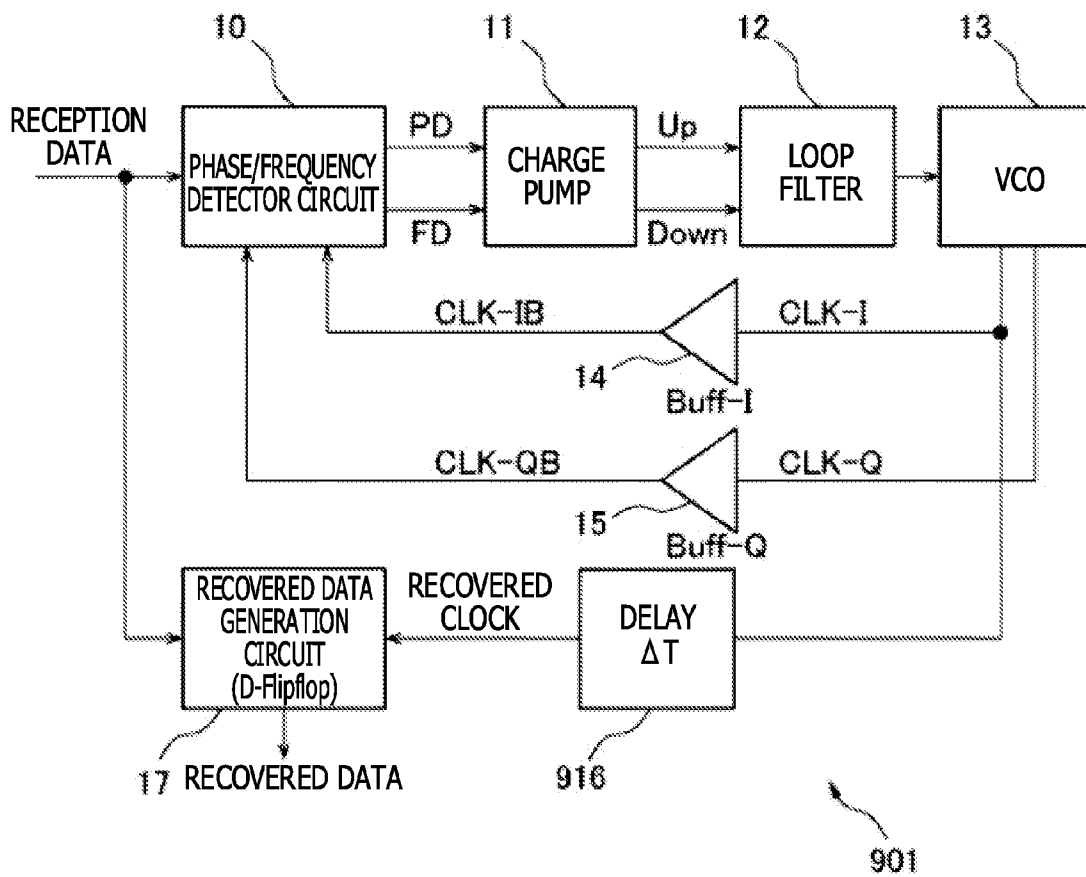 10
11
12
13
RECEPTION
DATA
PHASE/FREQUENCY
DETECTOR CIRCUIT
PD
FD
CHARGE
PUMP
Up
Down
LOOP
FILTER
VCO
CLK-IB
CLK-I
14
Buff-I
CLK-QB
CLK-Q
15
Buff-Q
RECOVERED DATA
GENERATION
CIRCUIT
(D-Flipflop)
RECOVERED
CLOCK
DELAY
ΔT
17
RECOVERED DATA
916
901